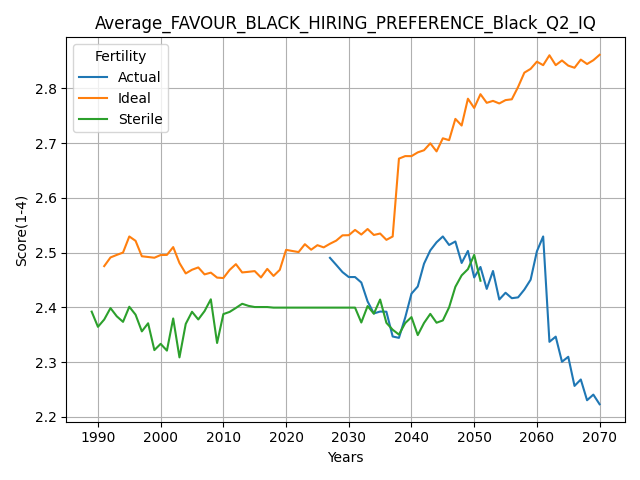 Average_FAVOUR_BLACK_HIRING_PREFERENCE_Black_Q2_IQ
Fertility
Actual
Ideal
Sterile
Score(1-4)
2.8
2.7
2.6
2.5
2.4
2.3
2.2
1990 2000 2010 2020 2030 2040 2050 2060 2070
Years